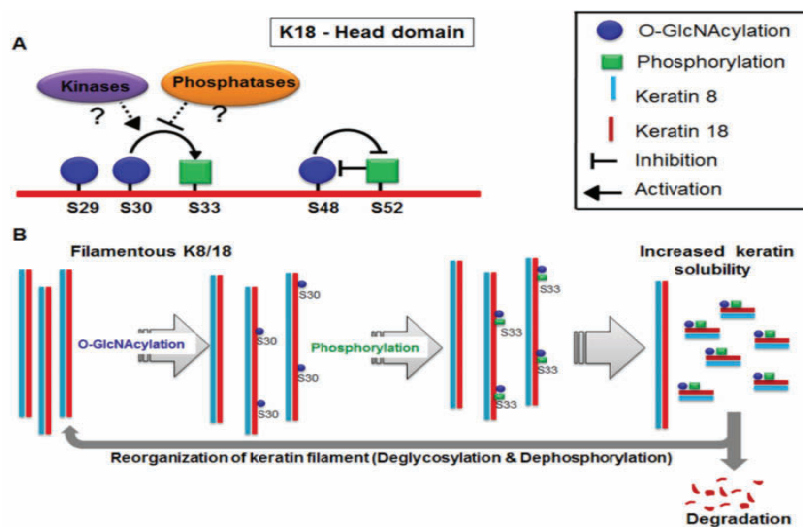 K18 - Head domain
A
Kinases
Phosphatases
?
?
S29
S30
S33
S48
S52
O-GlcNAcylation
Phosphorylation
Keratin 8
Keratin 18
Inhibition
Activation
B
Filamentous K8/18
Increased keratin
solubility
O-GlcNAcylation
S30
S30
S30
S30
Phosphorylation
S33
S33
S33
S33
Reorganization of keratin filament (Deglycosylation & Dephosphorylation)
Degradation